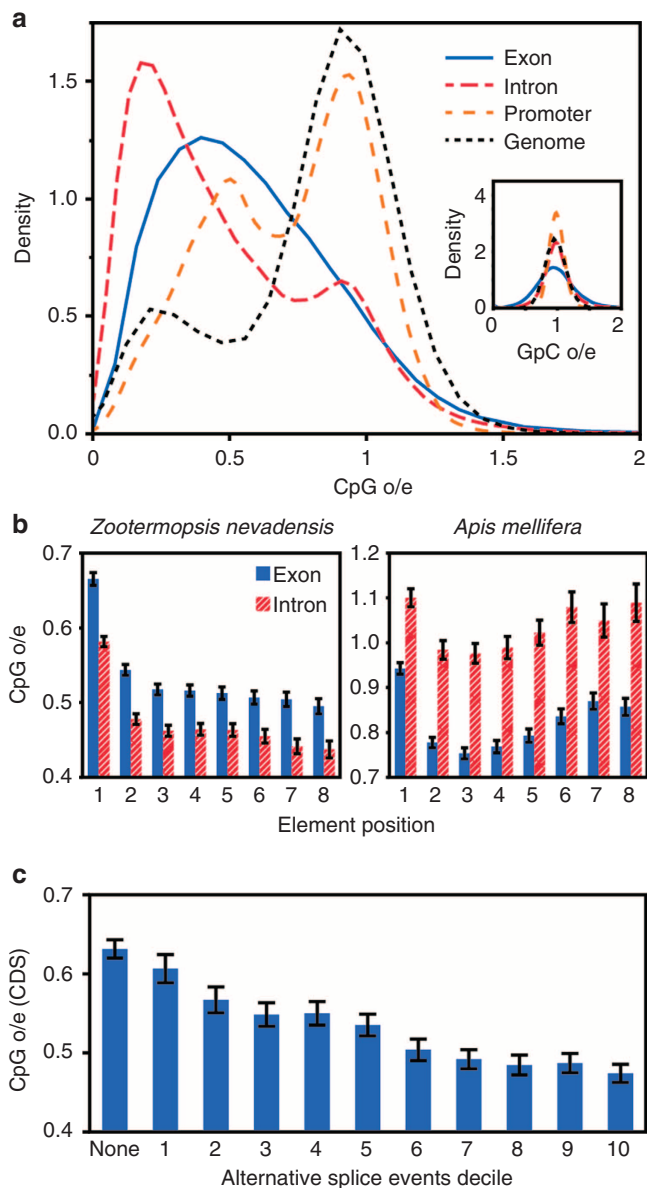 a
1.5
1.0
0.5
0.0
Density
0
0.5
1
1.5
2
CpG o/e
Exon
Intron
Promoter
Genome
4
2
0
Density
0
1
2
GpC o/e
b
Zootermopsis nevadensis
Apis mellifera
0.7
0.6
0.5
0.4
CpG o/e
Exon
Intron
1 2 3 4 5 6 7 8
1.2
1.1
1.0
0.9
0.8
0.7
1 2 3 4 5 6 7 8
Element position
c
0.7
0.6
0.5
0.4
CpG o/e (CDS)
None 1 2 3 4 5 6 7 8 9 10
Alternative splice events decile